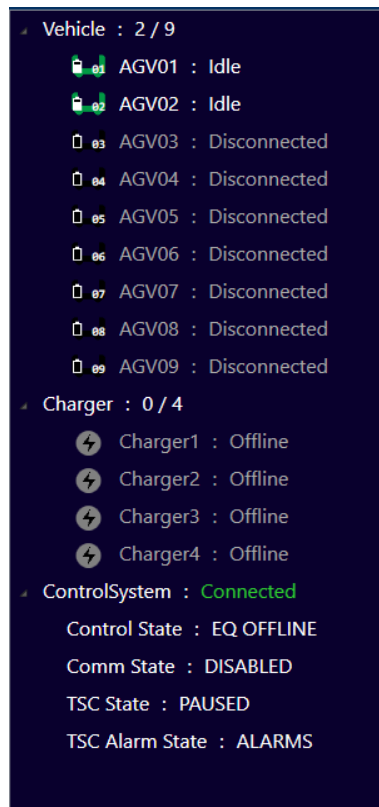 Vehicle : 2 / 9
01 AGV01 : Idle
02 AGV02 : Idle
03 AGV03 : Disconnected
04 AGV04 : Disconnected
05 AGV05 : Disconnected
06 AGV06 : Disconnected
07 AGV07 : Disconnected
08 AGV08 : Disconnected
09 AGV09 : Disconnected
Charger : 0 / 4
Charger1 : Offline
Charger2 : Offline
Charger3 : Offline
Charger4 : Offline
ControlSystem : Connected
Control State : EQ OFFLINE
Comm State : DISABLED
TSC State : PAUSED
TSC Alarm State : ALARMS